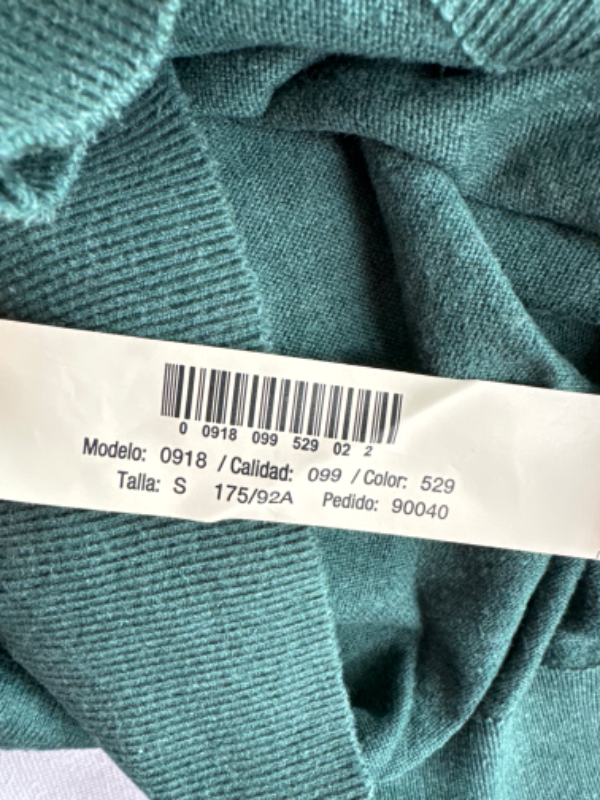 0 0918 099 529 02 2
Modelo: 0918 / Calidad: 099 / Color: 529
Talla: S 175/92A Pedido: 90040